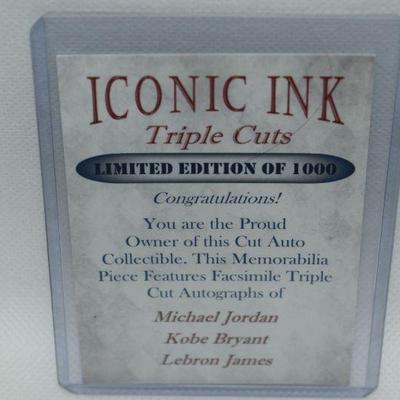 ICONIC INK
Triple Cuts
LIMITED EDITION OF 1000
Congratulations!
You are the Proud
Owner of this Cut Auto
Collectible. This Memorabilia
Piece Features Facsimile Triple
Cut Autographs of
Michael Jordan
Kobe Bryant
Lebron James